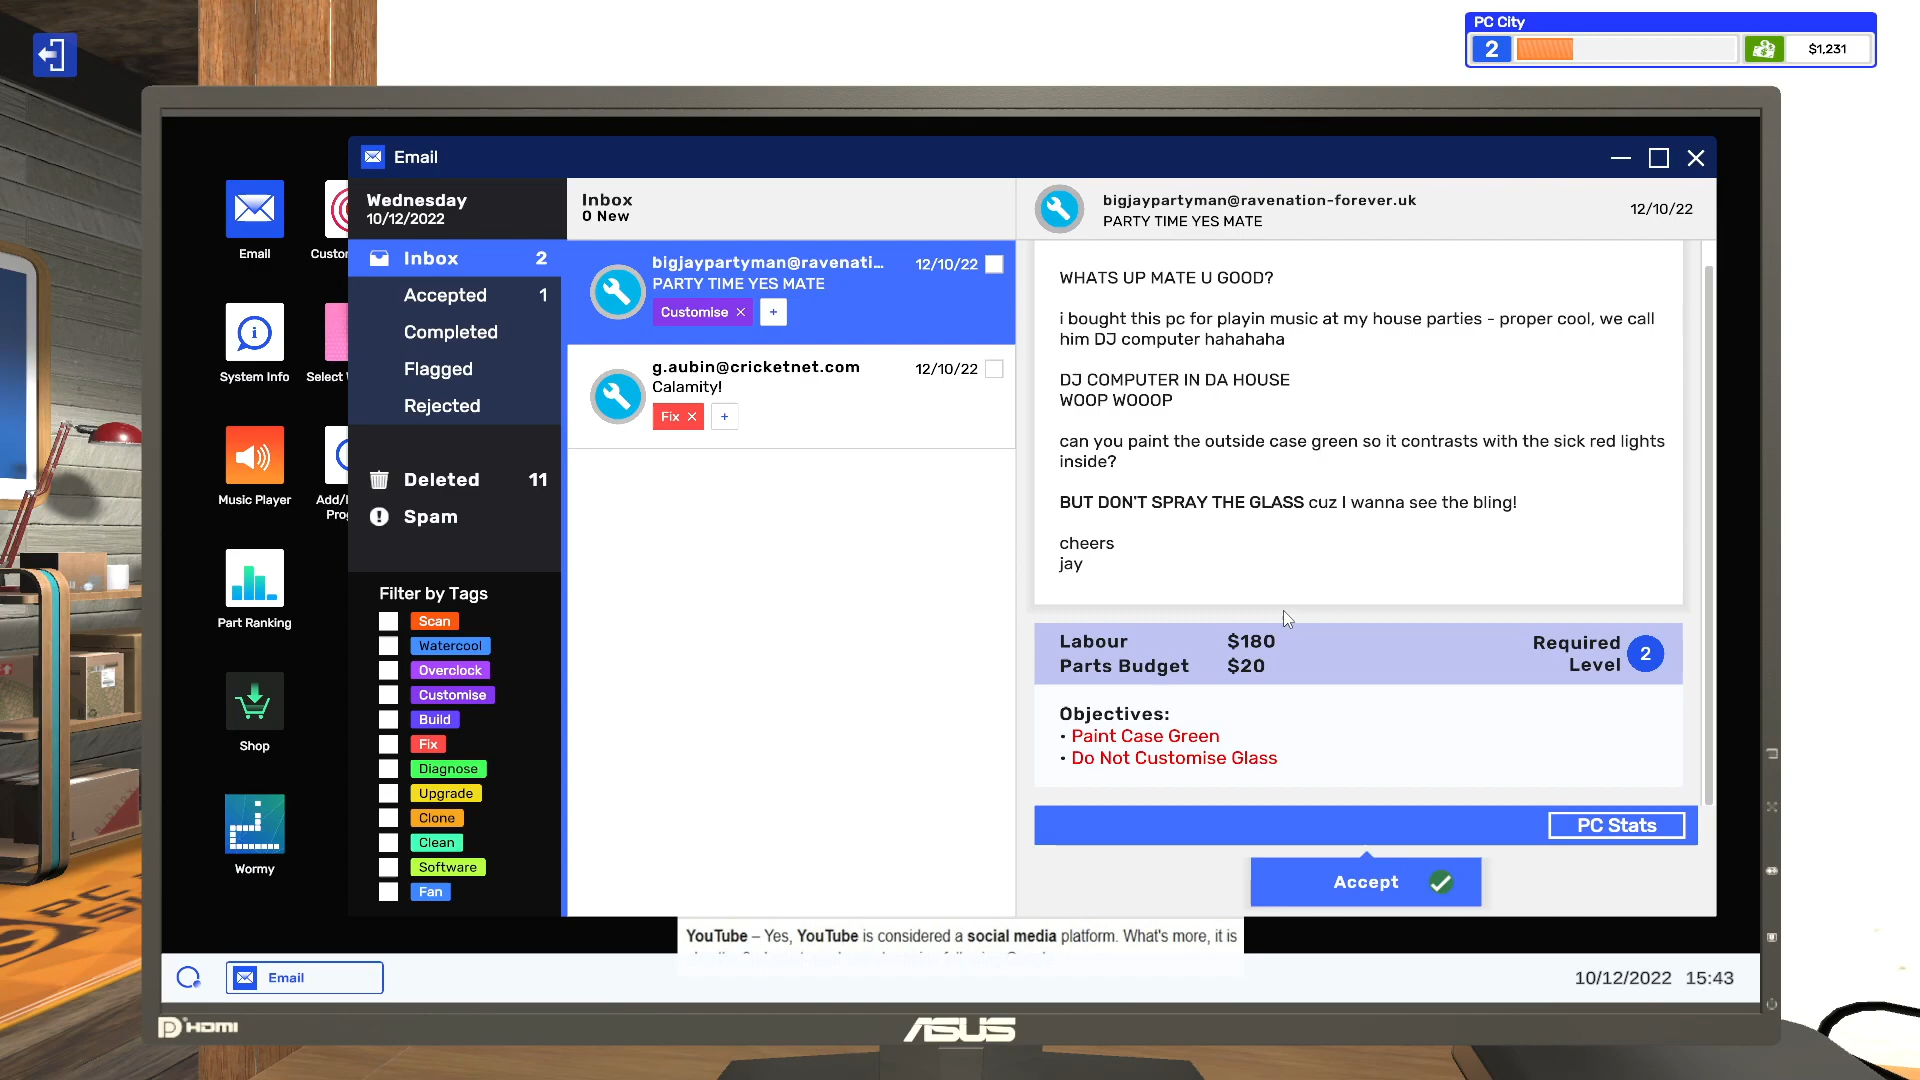 PC City
2
$1,231
Email
Wednesday
10/12/2022
Inbox 2
Accepted 1
Completed
Flagged
Rejected
Deleted 11
Spam
Filter by Tags
Scan
Watercool
Overclock
Customise
Build
Fix
Diagnose
Upgrade
Clone
Clean
Software
Fan
Email
Custo
System Info
Select
Music Player
Add/
Prog
Part Ranking
Shop
Wormy
Inbox
0 New
bigjaypartyman@ravenati... 12/10/22
PARTY TIME YES MATE
Customise × +
g.aubin@cricketnet.com 12/10/22
Calamity!
Fix × +
bigjaypartyman@ravenation-forever.uk
PARTY TIME YES MATE
12/10/22
WHATS UP MATE U GOOD?
i bought this pc for playin music at my house parties - proper cool, we call
him DJ computer hahahaha
DJ COMPUTER IN DA HOUSE
WOOP WOOOP
can you paint the outside case green so it contrasts with the sick red lights
inside?
BUT DON'T SPRAY THE GLASS cuz I wanna see the bling!
cheers
jay
Labour $180
Parts Budget $20
Required
Level 2
Objectives:
• Paint Case Green
• Do Not Customise Glass
PC Stats
Accept
YouTube – Yes, YouTube is considered a social media platform. What's more, it is
Email
10/12/2022 15:43
HDMI
ASUS